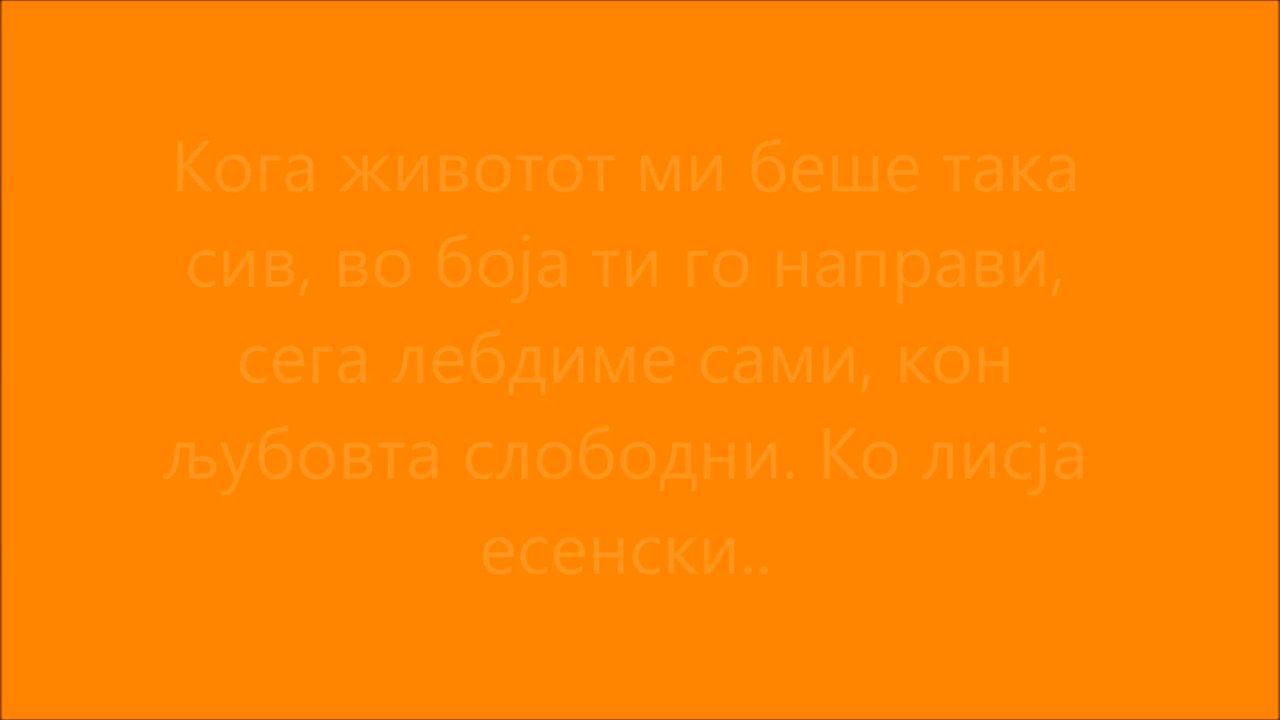 Кога животот ми беше така
сив, во боја ти го направи,
сега лебдиме сами, кон
љубовта слободни. Ко лисја
есенски..